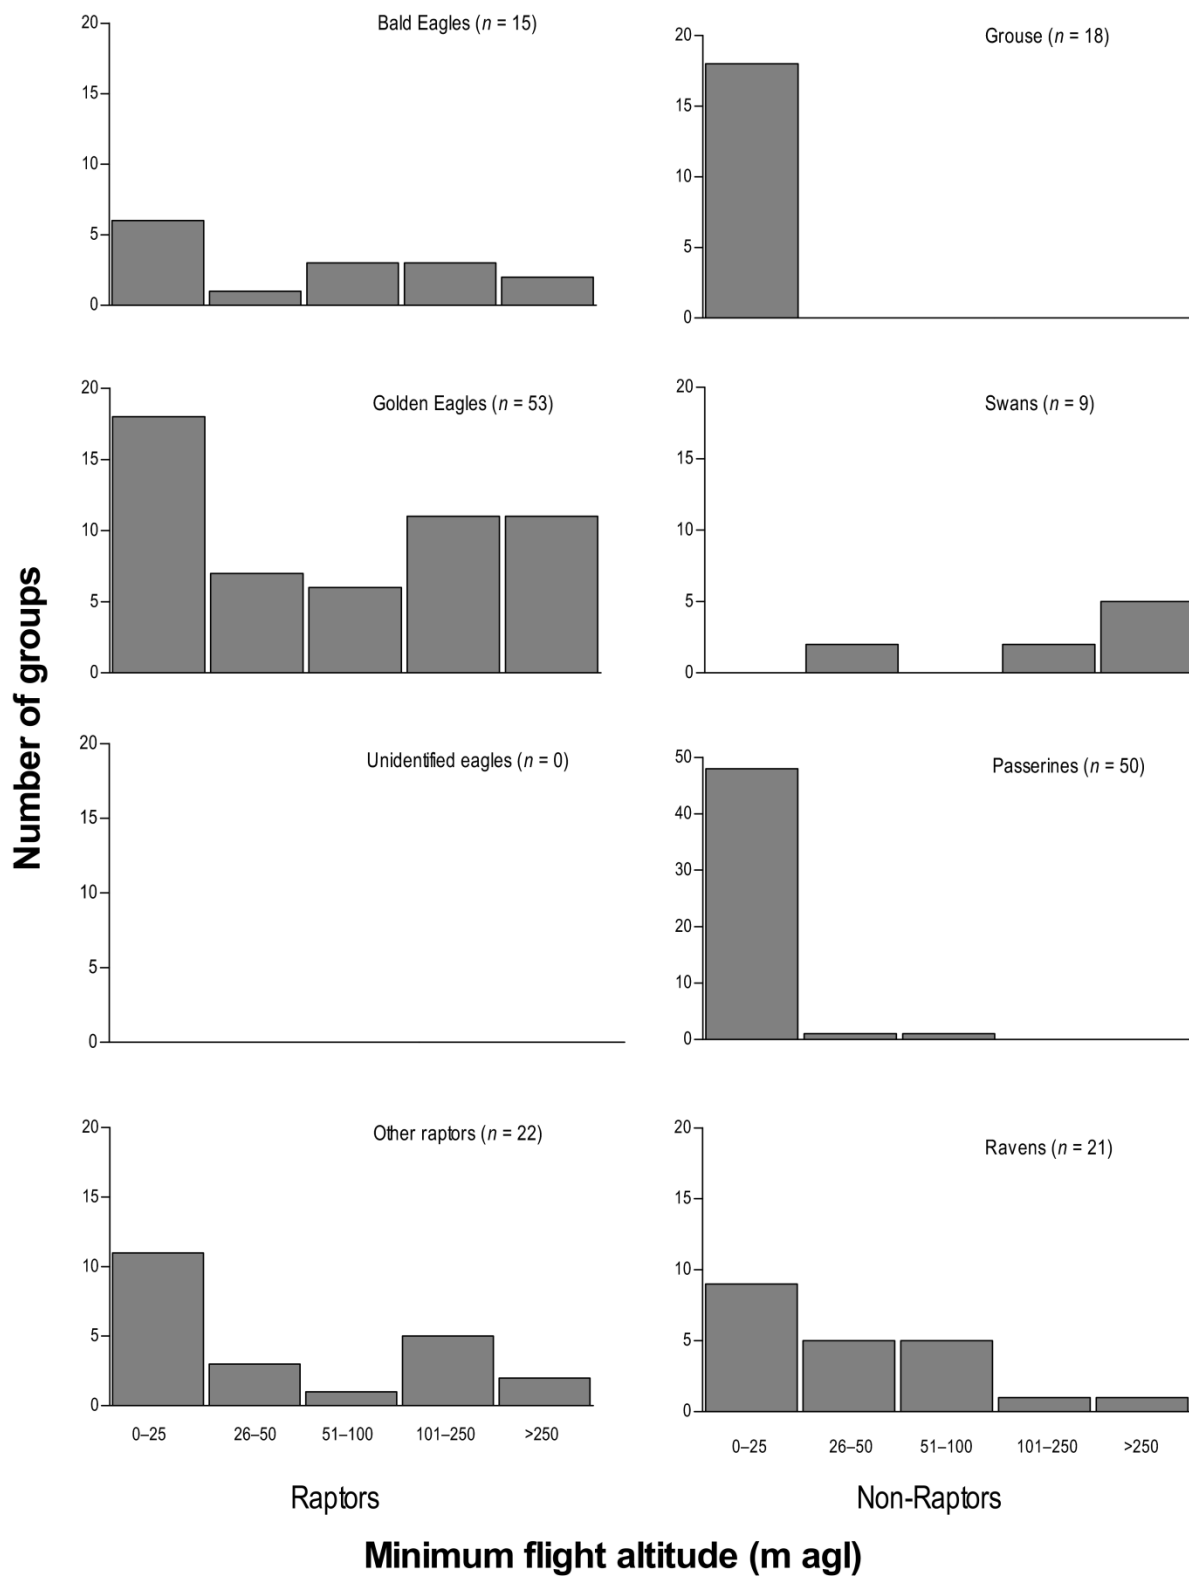 Number of groups
Bald Eagles (n = 15)
20
15
10
5
0
Grouse (n = 18)
20
15
10
5
0
Golden Eagles (n = 53)
20
15
10
5
0
Swans (n = 9)
20
15
10
5
0
Unidentified eagles (n = 0)
20
15
10
5
0
Passerines (n = 50)
50
40
30
20
10
0
Other raptors (n = 22)
20
15
10
5
0
0–25 26–50 51–100 101–250 >250
Raptors
Ravens (n = 21)
20
15
10
5
0
0–25 26–50 51–100 101–250 >250
Non-Raptors
Minimum flight altitude (m agl)